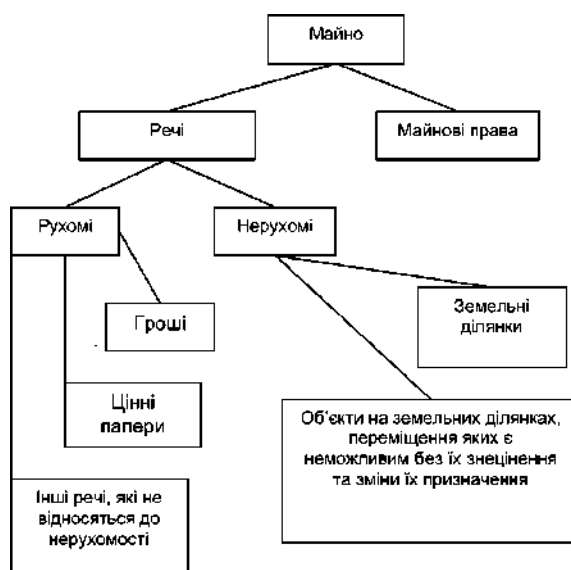 Майно
Речі
Майнові права
Рухомі
Нерухомі
Гроші
Земельні
ділянки
Цінні
папери
Об'єкти на земельних ділянках,
переміщення яких є
неможливим без їх знецінення
та зміни їх призначення
Інші речі, які не
відносяться до
нерухомості